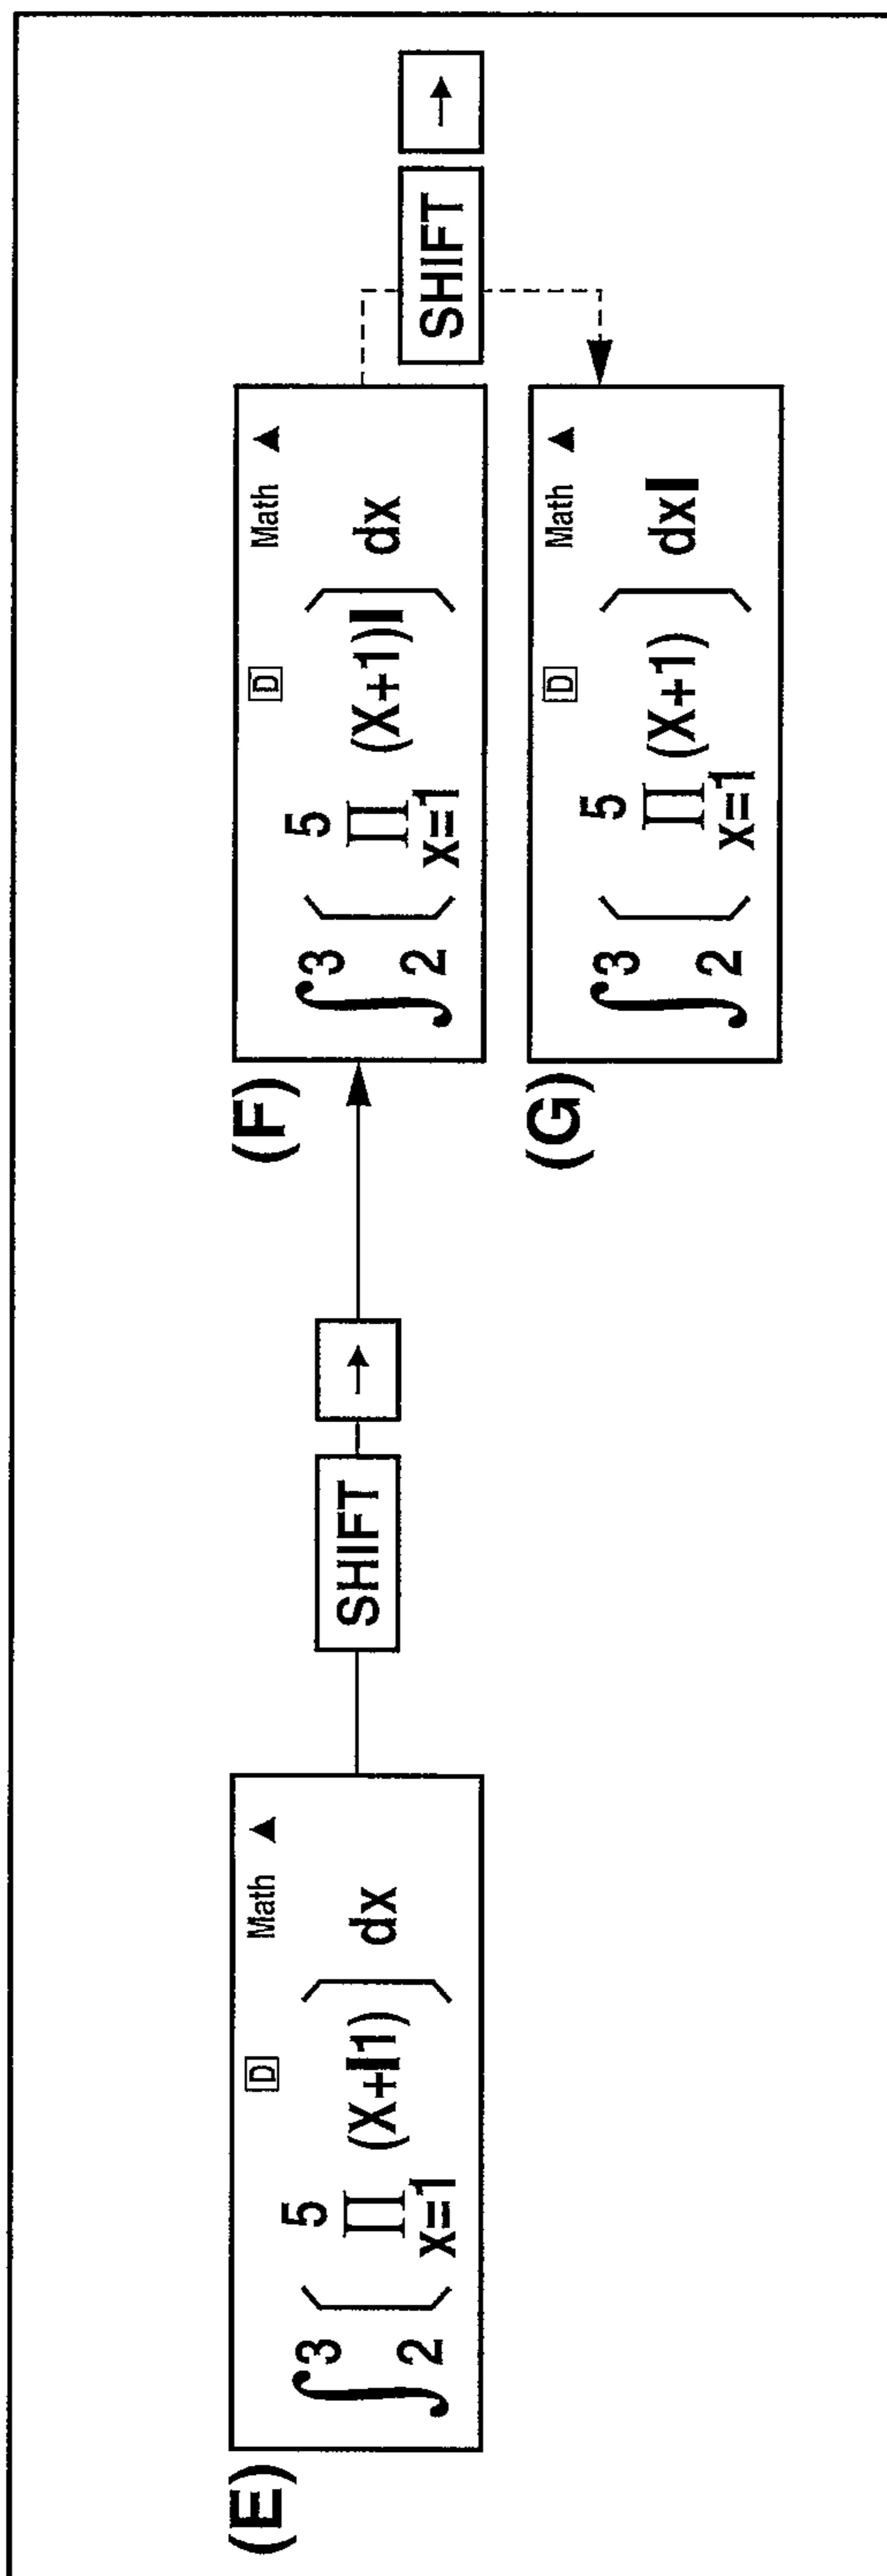 (E)
D Math ▲
∫ 3 2 ( 5 ∏ x=1 (X+▌1) ) dx
SHIFT →
(F)
D Math ▲
∫ 3 2 ( 5 ∏ x=1 (X+1)▌ ) dx
SHIFT →
(G)
D Math ▲
∫ 3 2 ( 5 ∏ x=1 (X+1) ) dx▌